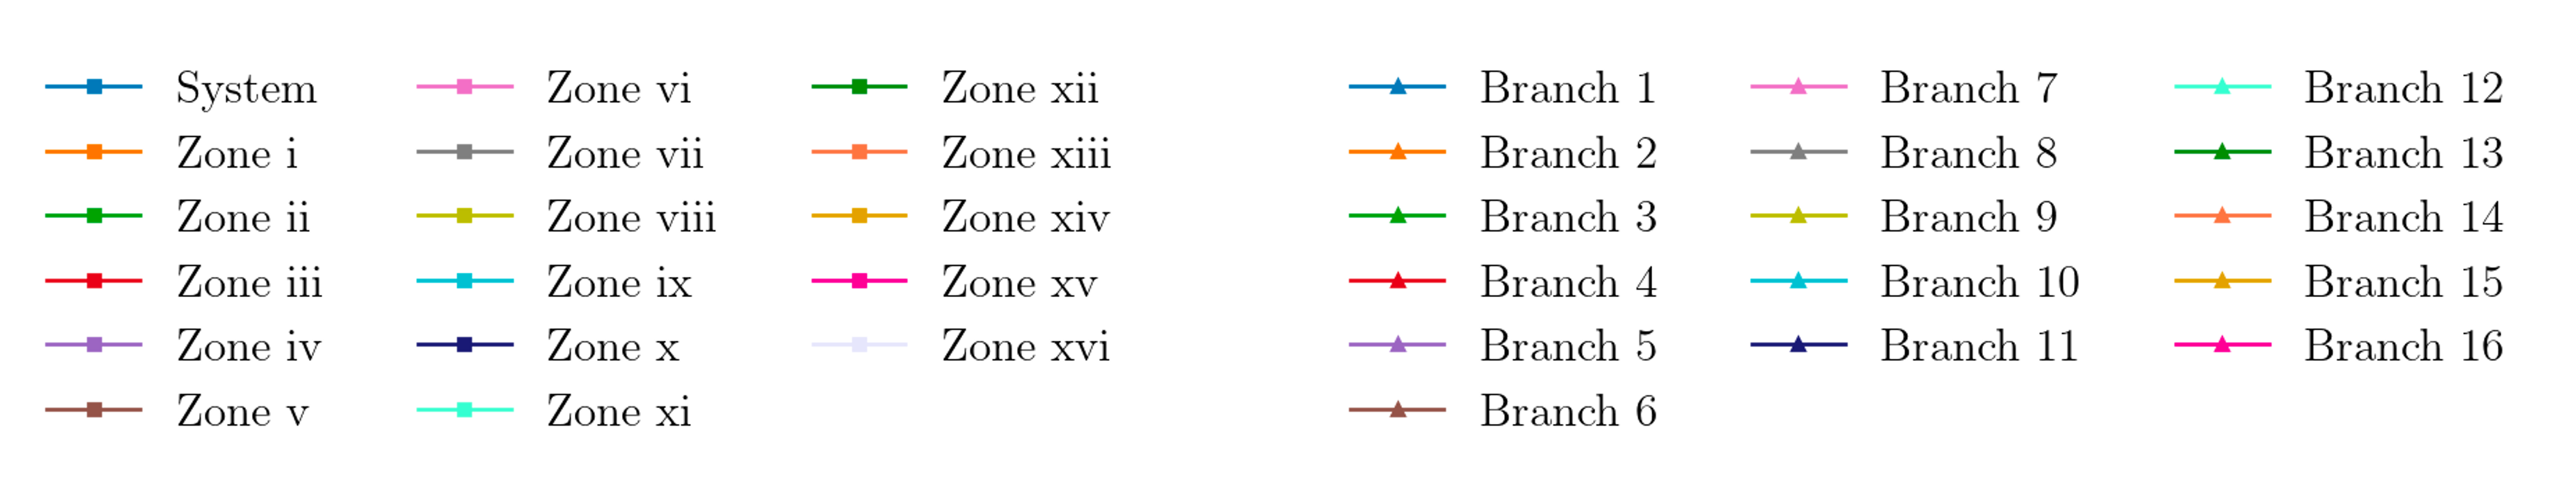 System
Zone i
Zone ii
Zone iii
Zone iv
Zone v
Zone vi
Zone vii
Zone viii
Zone ix
Zone x
Zone xi
Zone xii
Zone xiii
Zone xiv
Zone xv
Zone xvi
Branch 1
Branch 2
Branch 3
Branch 4
Branch 5
Branch 6
Branch 7
Branch 8
Branch 9
Branch 10
Branch 11
Branch 12
Branch 13
Branch 14
Branch 15
Branch 16